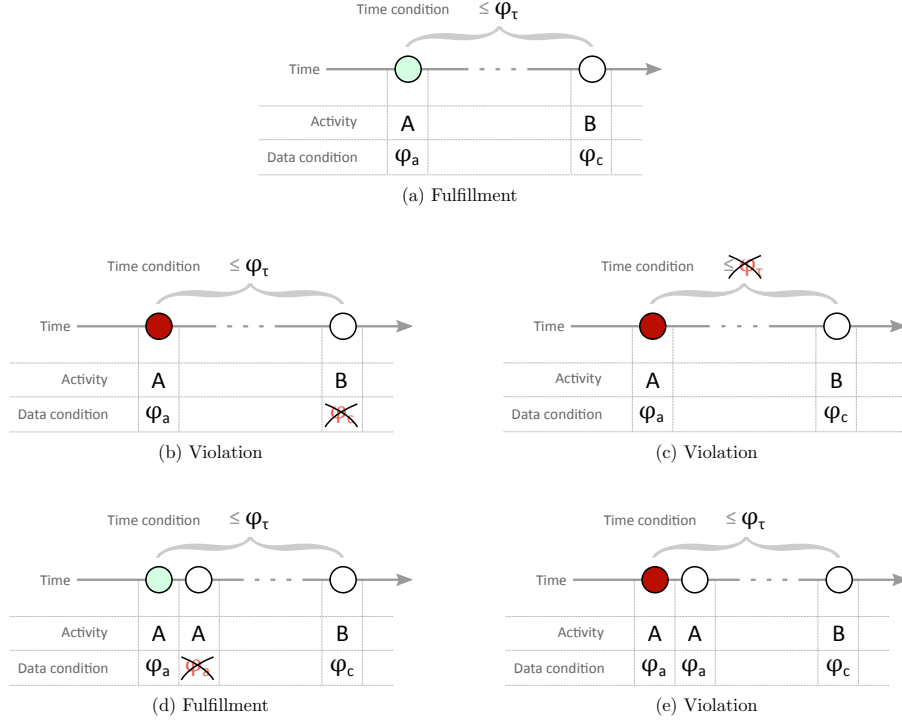 Time condition ≤ φτ
Time
Activity A B
Data condition φa φc
(a) Fulfillment
Time condition ≤ φτ
Time
Activity A B
Data condition φa φc
(b) Violation
Time condition ≤ φτ
Time
Activity A B
Data condition φa φc
(c) Violation
Time condition ≤ φτ
Time
Activity A A B
Data condition φa φa φc
(d) Fulfillment
Time condition ≤ φτ
Time
Activity A A B
Data condition φa φa φc
(e) Violation